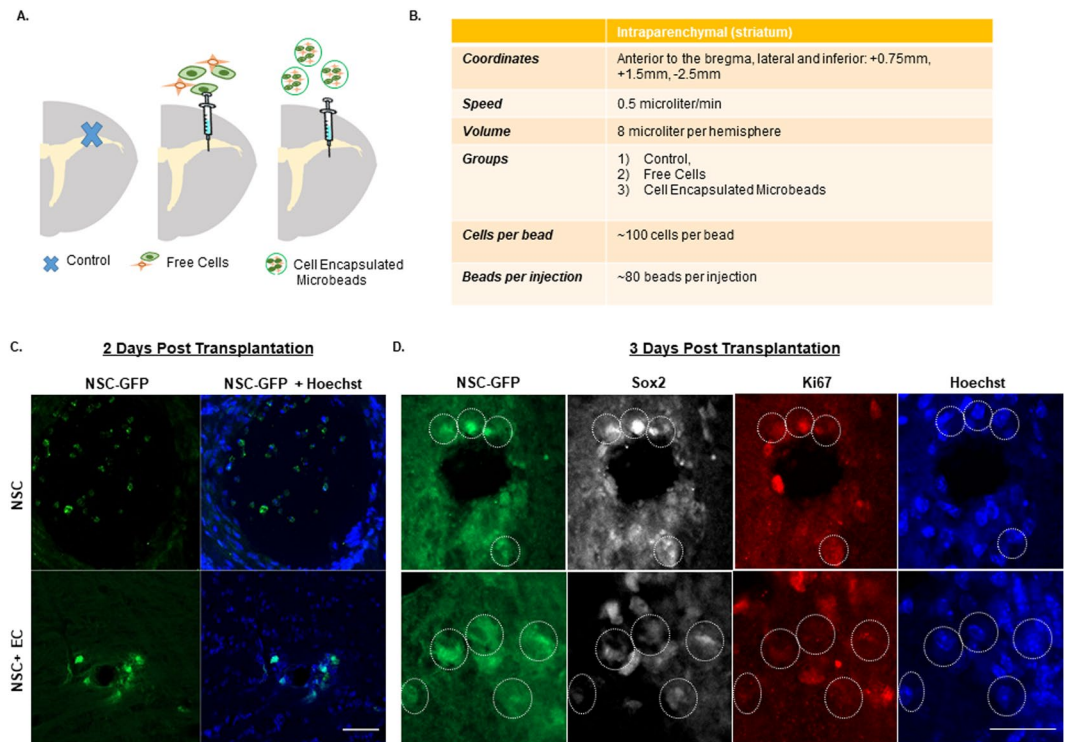 A.
Control
Free Cells
Cell Encapsulated
Microbeads
B.
Intraparenchymal (striatum)
Coordinates
Anterior to the bregma, lateral and inferior: +0.75mm,
+1.5mm, -2.5mm
Speed
0.5 microliter/min
Volume
8 microliter per hemisphere
Groups
1) Control,
2) Free Cells
3) Cell Encapsulated Microbeads
Cells per bead
~100 cells per bead
Beads per injection
~80 beads per injection
C.
2 Days Post Transplantation
NSC-GFP
NSC-GFP + Hoechst
NSC
NSC+ EC
D.
3 Days Post Transplantation
NSC-GFP
Sox2
Ki67
Hoechst